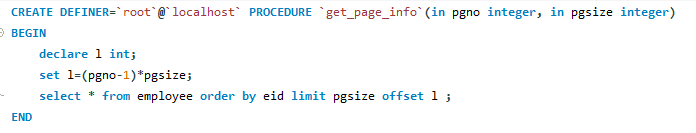 CREATE DEFINER=`root`@`localhost` PROCEDURE `get_page_info`(in pgno integer, in pgsize integer)
BEGIN
declare l int;
set l=(pgno-1)*pgsize;
select * from employee order by eid limit pgsize offset l ;
END